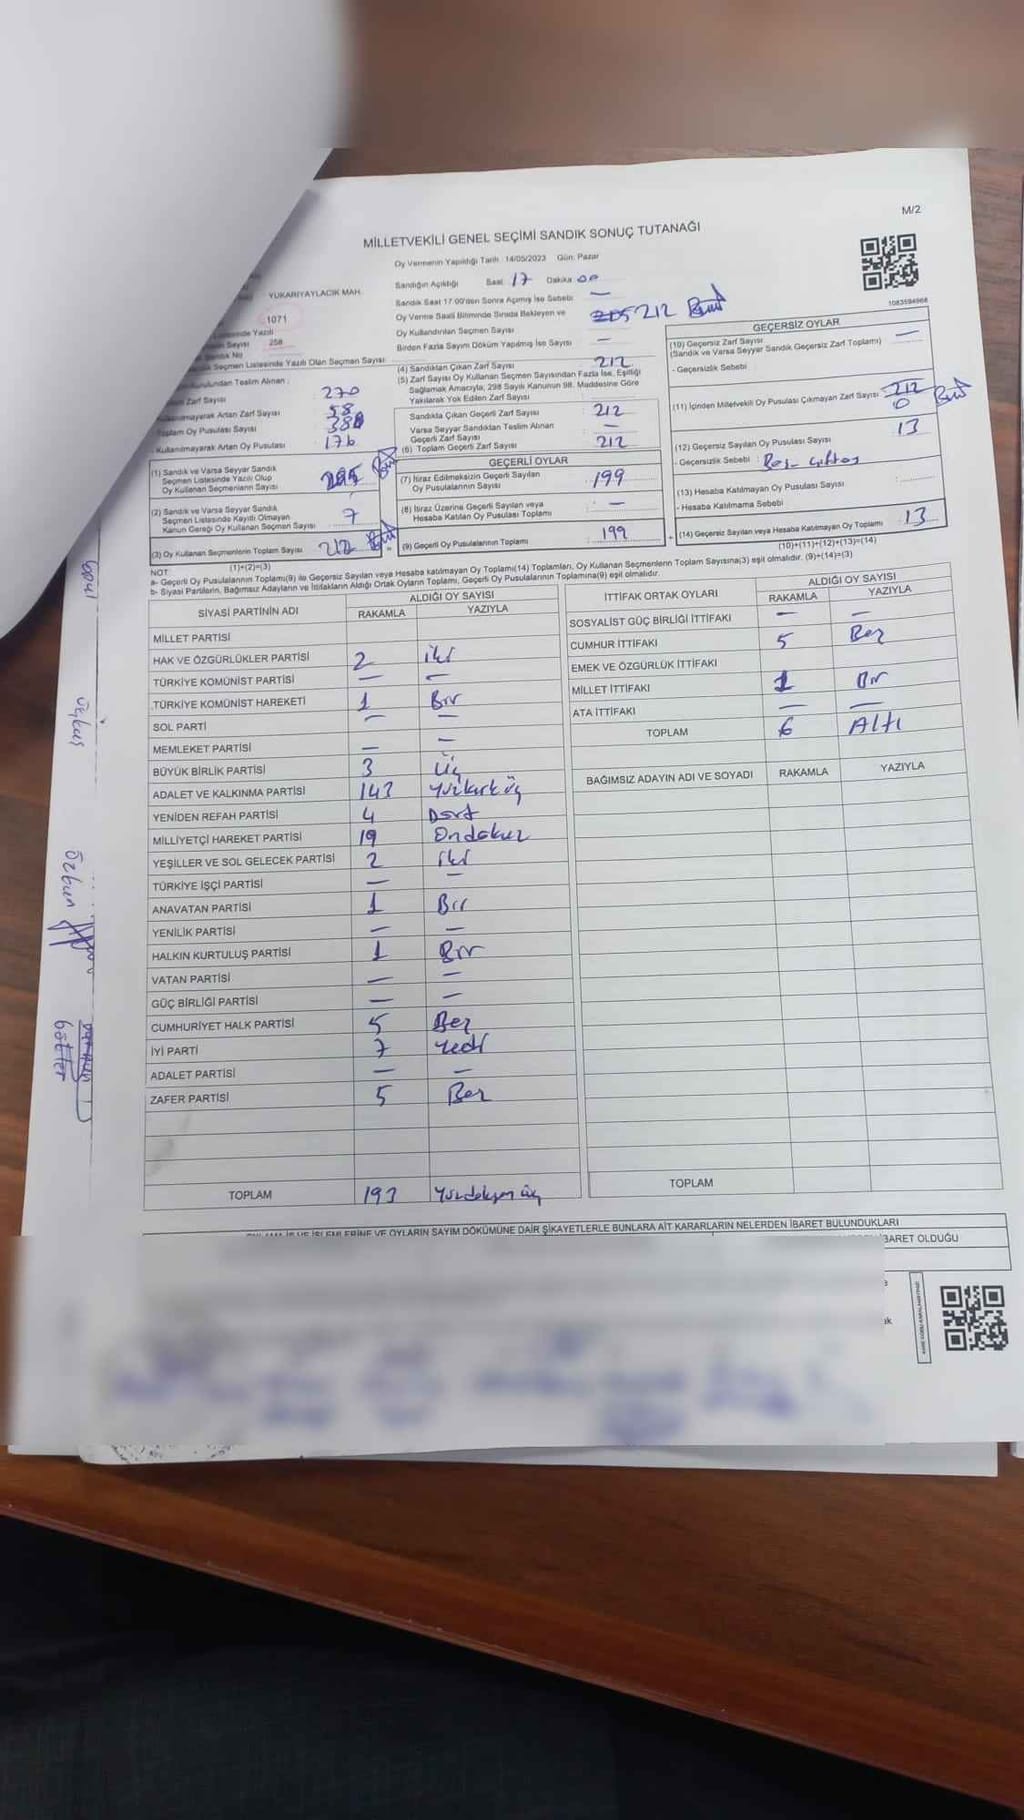 M/2
MİLLETVEKİLİ GENEL SEÇİMİ SANDIK SONUÇ TUTANAĞI
Oy Vermenin Yapıldığı Tarih : 14/05/2023 Gün: Pazar
Sandığın Açıldığı Saat 17 Dakika 00
Sandık Saat 17.00'den Sonra Açılmış İse Sebebi —
Oy Verme Saati Bitiminde Sırada Bekleyen ve
Oy Kullandırılan Seçmen Sayısı 205 212
Birden Fazla Sayım Döküm Yapılmış İse Sayısı —
YUKARIYAYLACIK MAH.
1071
258
Seçmen Listesinde Yazılı Olan Seçmen Sayısı
Teslim Alınan :
Zarf Sayısı 270
Artan Zarf Sayısı 58
Oy Pusulası Sayısı
Kullanılmayarak Artan Oy Pusulası 176
(1) Sandık ve Varsa Seyyar Sandık
Seçmen Listesinde Yazılı Olup
Oy Kullanan Seçmenlerin Sayısı
(2) Sandık ve Varsa Seyyar Sandık
Seçmen Listesinde Kayıtlı Olmayan
Kanun Gereği Oy Kullanan Seçmen Sayısı 7
(3) Oy Kullanan Seçmenlerin Toplam Sayısı 212
(1)+(2)=(3)
(4) Sandıktan Çıkan Zarf Sayısı 212
(5) Zarf Sayısı Oy Kullanan Seçmen Sayısından Fazla İse, Eşitliği
Sağlamak Amacıyla, 298 Sayılı Kanunun 98. Maddesine Göre
Yakılarak Yok Edilen Zarf Sayısı
Sandıkta Çıkan Geçerli Zarf Sayısı 212
Varsa Seyyar Sandıktan Teslim Alınan
Geçerli Zarf Sayısı —
(6) Toplam Geçerli Zarf Sayısı 212
GEÇERLİ OYLAR
(7) İtiraz Edilmeksizin Geçerli Sayılan
Oy Pusulalarının Sayısı 199
(8) İtiraz Üzerine Geçerli Sayılan veya
Hesaba Katılan Oy Pusulası Toplamı —
(9) Geçerli Oy Pusulalarının Toplamı 199
1083594968
GEÇERSİZ OYLAR
(10) Geçersiz Zarf Sayısı
(Sandık ve Varsa Seyyar Sandık Geçersiz Zarf Toplamı) —
- Geçersizlik Sebebi
(11) İçinden Milletvekili Oy Pusulası Çıkmayan Zarf Sayısı 212
0
(12) Geçersiz Sayılan Oy Pusulası Sayısı 13
- Geçersizlik Sebebi :
(13) Hesaba Katılmayan Oy Pusulası Sayısı
- Hesaba Katılmama Sebebi
(14) Geçersiz Sayılan veya Hesaba Katılmayan Oy Toplamı 13
(10)+(11)+(12)+(13)=(14)
NOT:
a- Geçerli Oy Pusulalarının Toplamı(9) ile Geçersiz Sayılan veya Hesaba katılmayan Oy Toplamı(14) Toplamları, Oy Kullanan Seçmenlerin Toplam Sayısına(3) eşit olmalıdır. (9)+(14)=(3)
b- Siyasi Partilerin, Bağımsız Adayların ve İttifakların Aldığı Ortak Oyların Toplamı, Geçerli Oy Pusulalarının Toplamına(9) eşit olmalıdır.
SİYASİ PARTİNİN ADI ALDIĞI OY SAYISI
RAKAMLA YAZIYLA
MİLLET PARTİSİ
HAK VE ÖZGÜRLÜKLER PARTİSİ 2 iki
TÜRKİYE KOMÜNİST PARTİSİ — —
TÜRKİYE KOMÜNİST HAREKETİ 1 Bir
SOL PARTİ — —
MEMLEKET PARTİSİ — —
BÜYÜK BİRLİK PARTİSİ 3 Üç
ADALET VE KALKINMA PARTİSİ 143 Yüzkırküç
YENİDEN REFAH PARTİSİ 4 Dört
MİLLİYETÇİ HAREKET PARTİSİ 19 Ondokuz
YEŞİLLER VE SOL GELECEK PARTİSİ 2 iki
TÜRKİYE İŞÇİ PARTİSİ — —
ANAVATAN PARTİSİ 1 Bir
YENİLİK PARTİSİ — —
HALKIN KURTULUŞ PARTİSİ 1 Bir
VATAN PARTİSİ — —
GÜÇ BİRLİĞİ PARTİSİ — —
CUMHURİYET HALK PARTİSİ 5 Beş
İYİ PARTİ 7 Yedi
ADALET PARTİSİ — —
ZAFER PARTİSİ 5 Beş
TOPLAM 193
İTTİFAK ORTAK OYLARI ALDIĞI OY SAYISI
RAKAMLA YAZIYLA
SOSYALİST GÜÇ BİRLİĞİ İTTİFAKI — —
CUMHUR İTTİFAKI 5 Beş
EMEK VE ÖZGÜRLÜK İTTİFAKI
MİLLET İTTİFAKI 1 Bir
ATA İTTİFAKI — —
TOPLAM 6 Altı
BAĞIMSIZ ADAYIN ADI VE SOYADI RAKAMLA YAZIYLA
TOPLAM
İŞ VE İŞLEMLERİNE VE OYLARIN SAYIM DÖKÜMÜNE DAİR ŞİKAYETLERLE BUNLARA AİT KARARLARIN NELERDEN İBARET BULUNDUKLARI
İBARET OLDUĞU